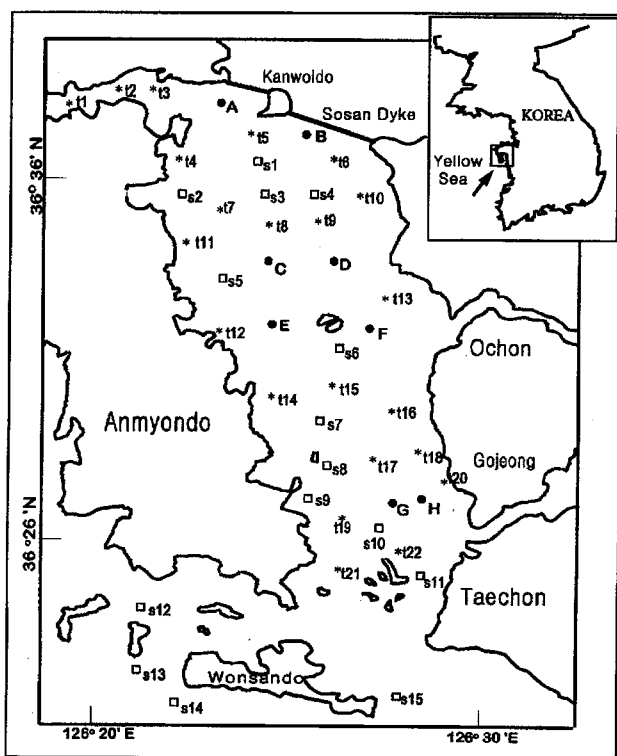 Kanwoldo
KOREA
*t1
*t2
*t3
A
Sosan Dyke
*t5
B
Yellow
Sea
*t4
s1
*t6
36° 36 N
s2
s3
s4
*t10
*t7
*t8
*t9
*t11
C
D
s5
*t13
*t12
E
F
s6
Ochon
*t15
*t14
*t16
Anmyondo
s7
*t18
s8
*t17
Gojeong
*t20
s9
G
H
*t19
s10
36° 26 'N
*t22
*t21
s11
Taechon
s12
s13
Wonsando
s14
s15
126° 20' E
126° 30' E